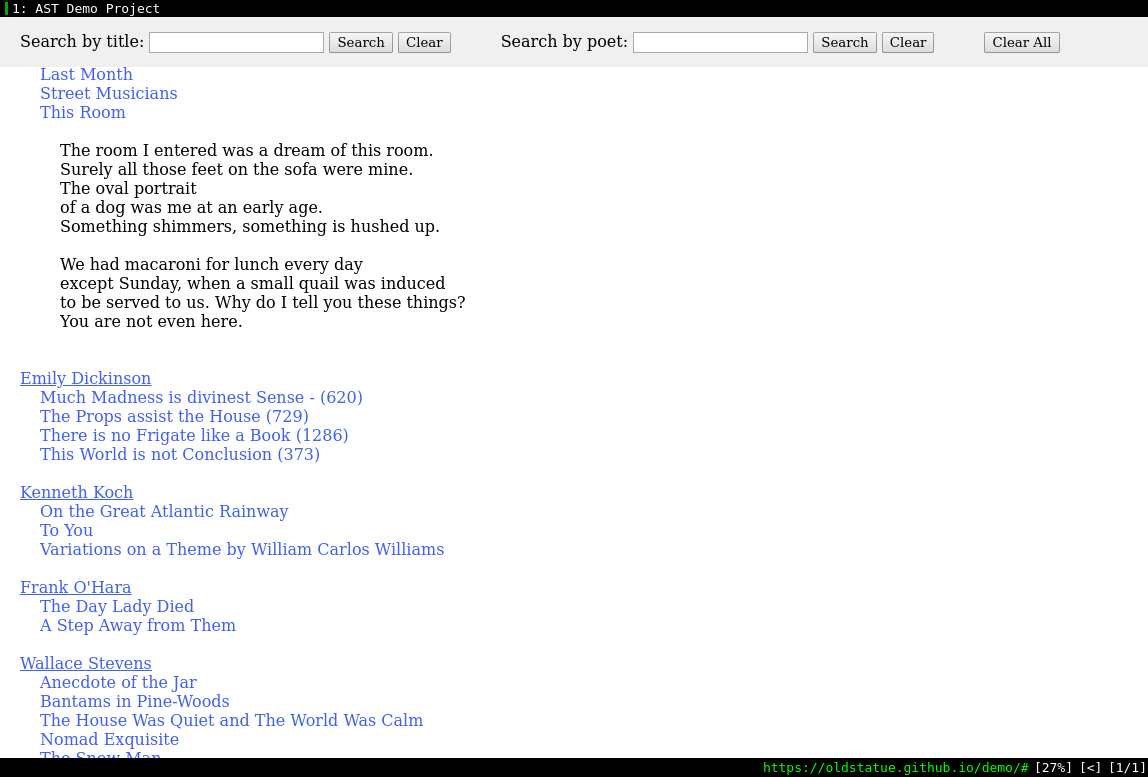 1: AST Demo Project
Search by title: Search Clear Search by poet: Search Clear Clear All
Last Month
Street Musicians
This Room
The room I entered was a dream of this room.
Surely all those feet on the sofa were mine.
The oval portrait
of a dog was me at an early age.
Something shimmers, something is hushed up.
We had macaroni for lunch every day
except Sunday, when a small quail was induced
to be served to us. Why do I tell you these things?
You are not even here.
Emily Dickinson
Much Madness is divinest Sense - (620)
The Props assist the House (729)
There is no Frigate like a Book (1286)
This World is not Conclusion (373)
Kenneth Koch
On the Great Atlantic Rainway
To You
Variations on a Theme by William Carlos Williams
Frank O'Hara
The Day Lady Died
A Step Away from Them
Wallace Stevens
Anecdote of the Jar
Bantams in Pine-Woods
The House Was Quiet and The World Was Calm
Nomad Exquisite
The Snow Man
https://oldstatue.github.io/demo/# [27%] [<] [1/1]